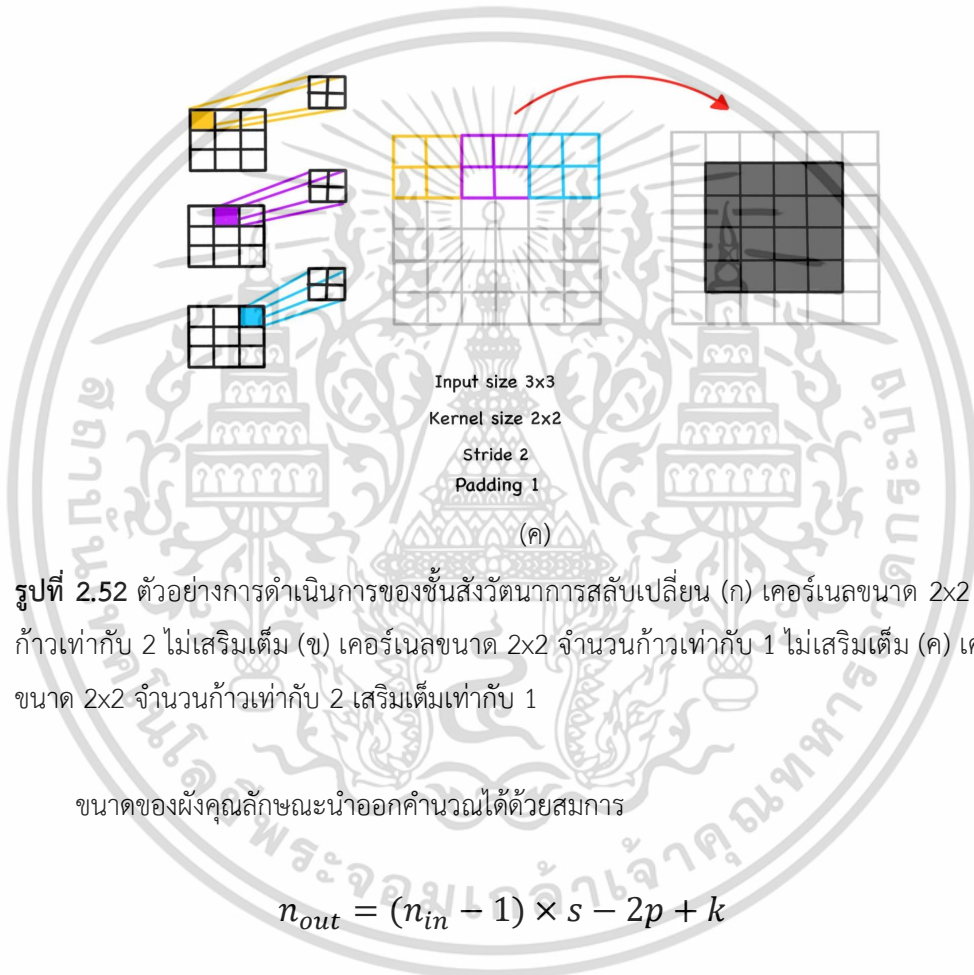 Input size 3x3
Kernel size 2x2
Stride 2
Padding 1
(ค)
รูปที่ 2.52 ตัวอย่างการดำเนินการของชั้นสังวัตนาการสลับเปลี่ยน (ก) เคอร์เนลขนาด 2x2
ก้าวเท่ากับ 2 ไม่เสริมเต็ม (ข) เคอร์เนลขนาด 2x2 จำนวนก้าวเท่ากับ 1 ไม่เสริมเต็ม (ค)
ขนาด 2x2 จำนวนก้าวเท่ากับ 2 เสริมเต็มเท่ากับ 1
ขนาดของผังคุณลักษณะนำออกคำนวณได้ด้วยสมการ
n_{out} = (n_{in} − 1) × s − 2p + k